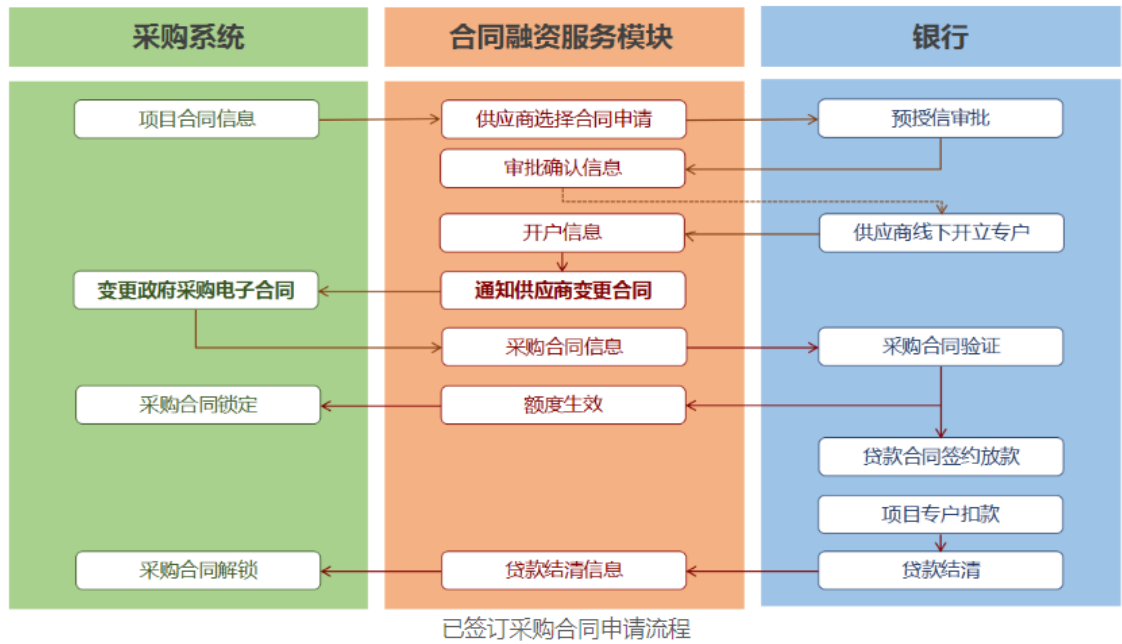 采购系统
合同融资服务模块
银行
项目合同信息
供应商选择合同申请
预授信审批
审批确认信息
开户信息
供应商线下开立专户
变更政府采购电子合同
通知供应商变更合同
采购合同信息
采购合同验证
采购合同锁定
额度生效
贷款合同签约放款
项目专户扣款
采购合同解锁
贷款结清信息
贷款结清
已签订采购合同申请流程